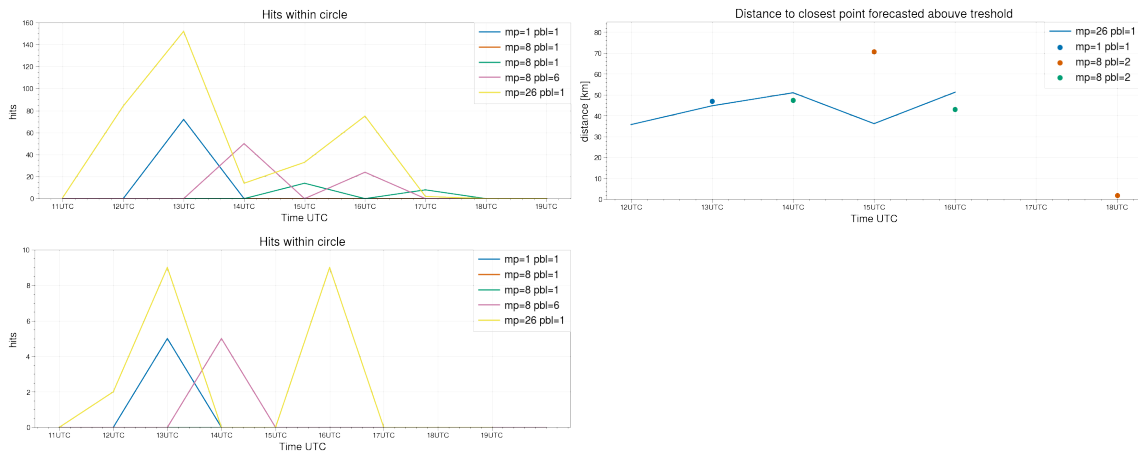 Hits within circle
hits
160
140
120
100
80
60
40
20
0
11UTC 12UTC 13UTC 14UTC 15UTC 16UTC 17UTC 18UTC 19UTC
Time UTC
mp=1 pbl=1
mp=8 pbl=1
mp=8 pbl=1
mp=8 pbl=6
mp=26 pbl=1
Distance to closest point forecasted abouve treshold
distance [km]
80
70
60
50
40
30
20
10
0
12UTC 13UTC 14UTC 15UTC 16UTC 17UTC 18UTC
Time UTC
mp=26 pbl=1
mp=1 pbl=1
mp=8 pbl=2
mp=8 pbl=2
Hits within circle
hits
10
8
6
4
2
0
11UTC 12UTC 13UTC 14UTC 15UTC 16UTC 17UTC 18UTC 19UTC
Time UTC
mp=1 pbl=1
mp=8 pbl=1
mp=8 pbl=1
mp=8 pbl=6
mp=26 pbl=1